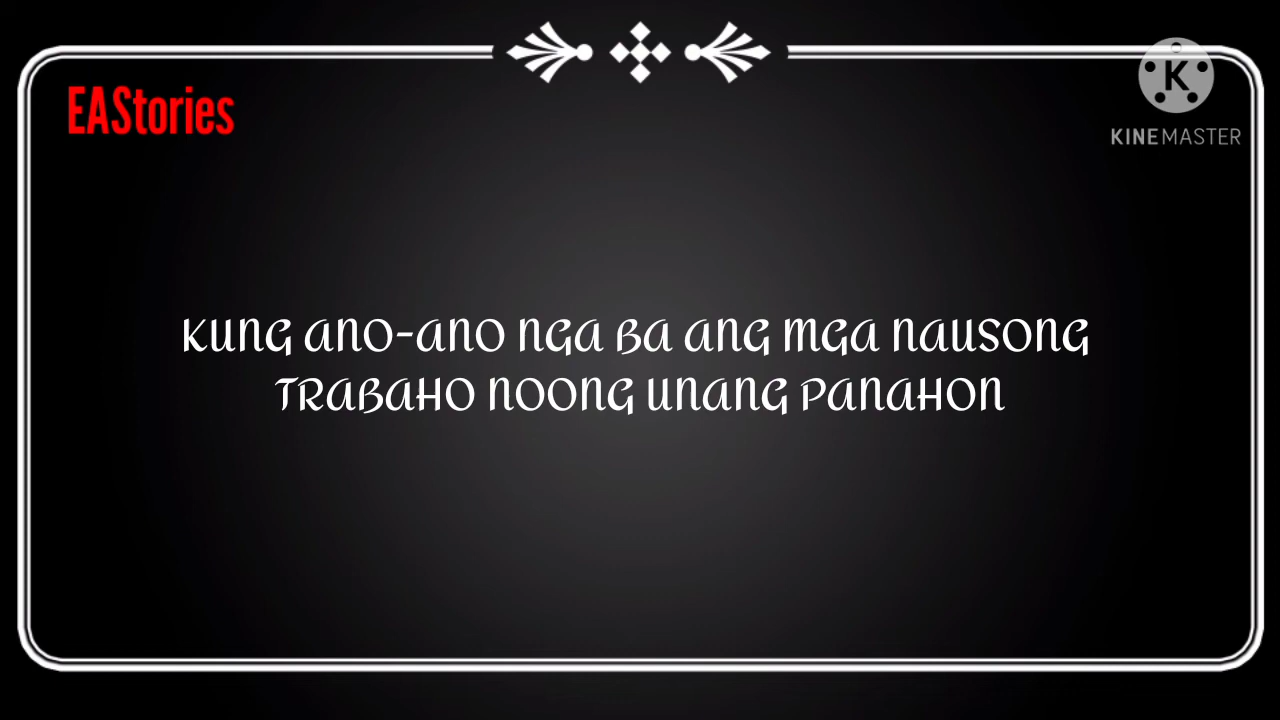 EAStories
K
KINEMASTER
KUNG ANO-ANO NGA BA ANG MGA NAUSONG
TRABAHO NOONG UNANG PANAHON